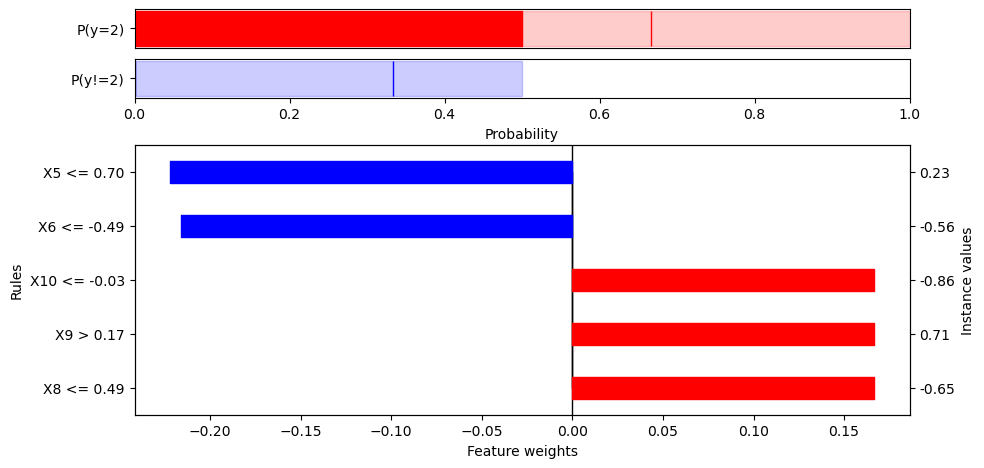 P(y=2)
P(y!=2)
0.0 0.2 0.4 0.6 0.8 1.0
Probability
X5 <= 0.70 0.23
X6 <= -0.49 -0.56
X10 <= -0.03 -0.86
X9 > 0.17 0.71
X8 <= 0.49 -0.65
Rules
Instance values
−0.20 −0.15 −0.10 −0.05 0.00 0.05 0.10 0.15
Feature weights